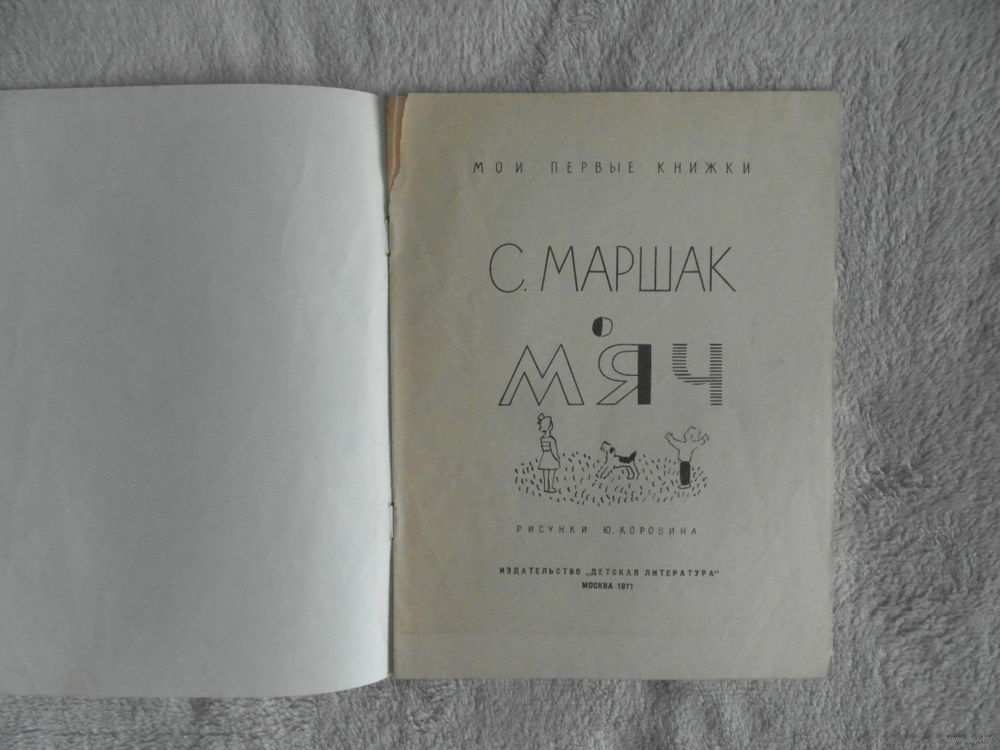 МОИ ПЕРВЫЕ КНИЖКИ
С. МАРШАК
МЯЧ
РИСУНКИ Ю. КОРОВИНА
ИЗДАТЕЛЬСТВО „ДЕТСКАЯ ЛИТЕРАТУРА"
МОСКВА 1971